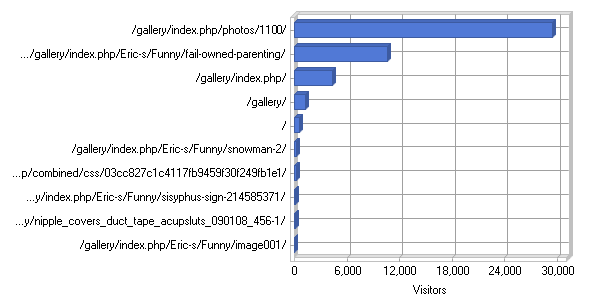 /gallery/index.php/photos/1100/
.../gallery/index.php/Eric-s/Funny/fail-owned-parenting/
/gallery/index.php/
/gallery/
/
/gallery/index.php/Eric-s/Funny/snowman-2/
...p/combined/css/03cc827c1c4117fb9459f30f249fb1e1/
...y/index.php/Eric-s/Funny/sisyphus-sign-214585371/
...y/nipple_covers_duct_tape_acupsluts_090108_456-1/
/gallery/index.php/Eric-s/Funny/image001/
0 6,000 12,000 18,000 24,000 30,000
Visitors